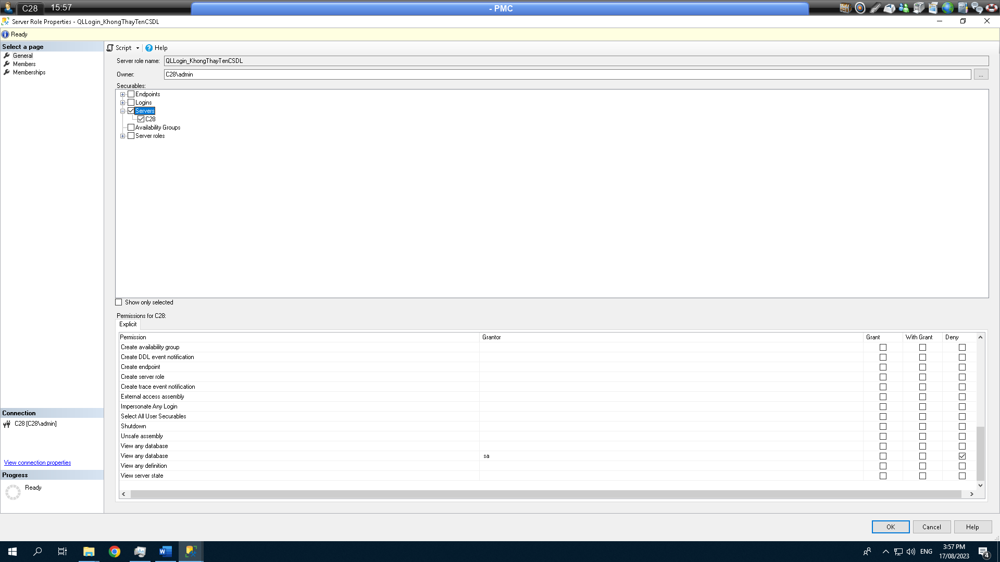 C28
15:57
- PMC
Server Role Properties - QLLogin_KhongThayTenCSDL
Ready
Select a page
General
Members
Memberships
Script
Help
Server role name:
QLLogin_KhongThayTenCSDL
Owner:
C28\admin
...
Securables:
Endpoints
Logins
Servers
C28
Availability Groups
Server roles
Show only selected
Permissions for C28:
Explicit
Permission Grantor Grant With Grant Deny
Create availability group
Create DDL event notification
Create endpoint
Create server role
Create trace event notification
External access assembly
Impersonate Any Login
Select All User Securables
Shutdown
Unsafe assembly
View any database
View any database sa
View any definition
View server state
Connection
C28 [C28\admin]
View connection properties
Progress
Ready
OK
Cancel
Help
ENG
3:57 PM
17/08/2023
4